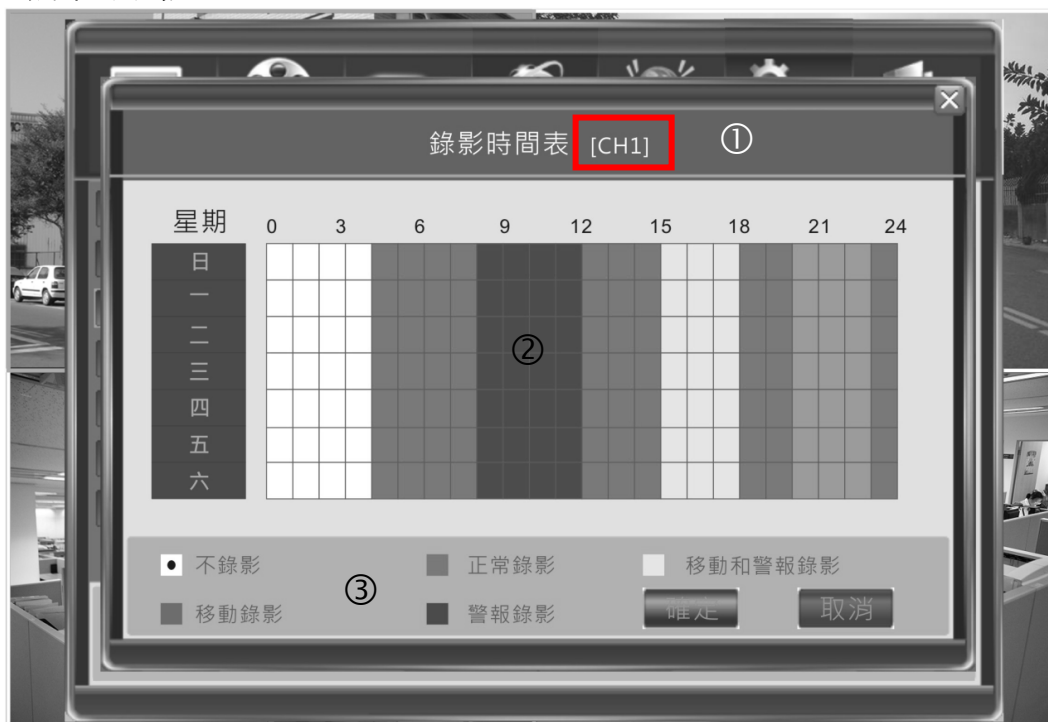 錄影時間表 [CH1] ①
星期 0 3 6 9 12 15 18 21 24
日
一
二
②
三
四
五
六
不錄影 正常錄影 移動和警報錄影
③
移動錄影 警報錄影 確定 取消